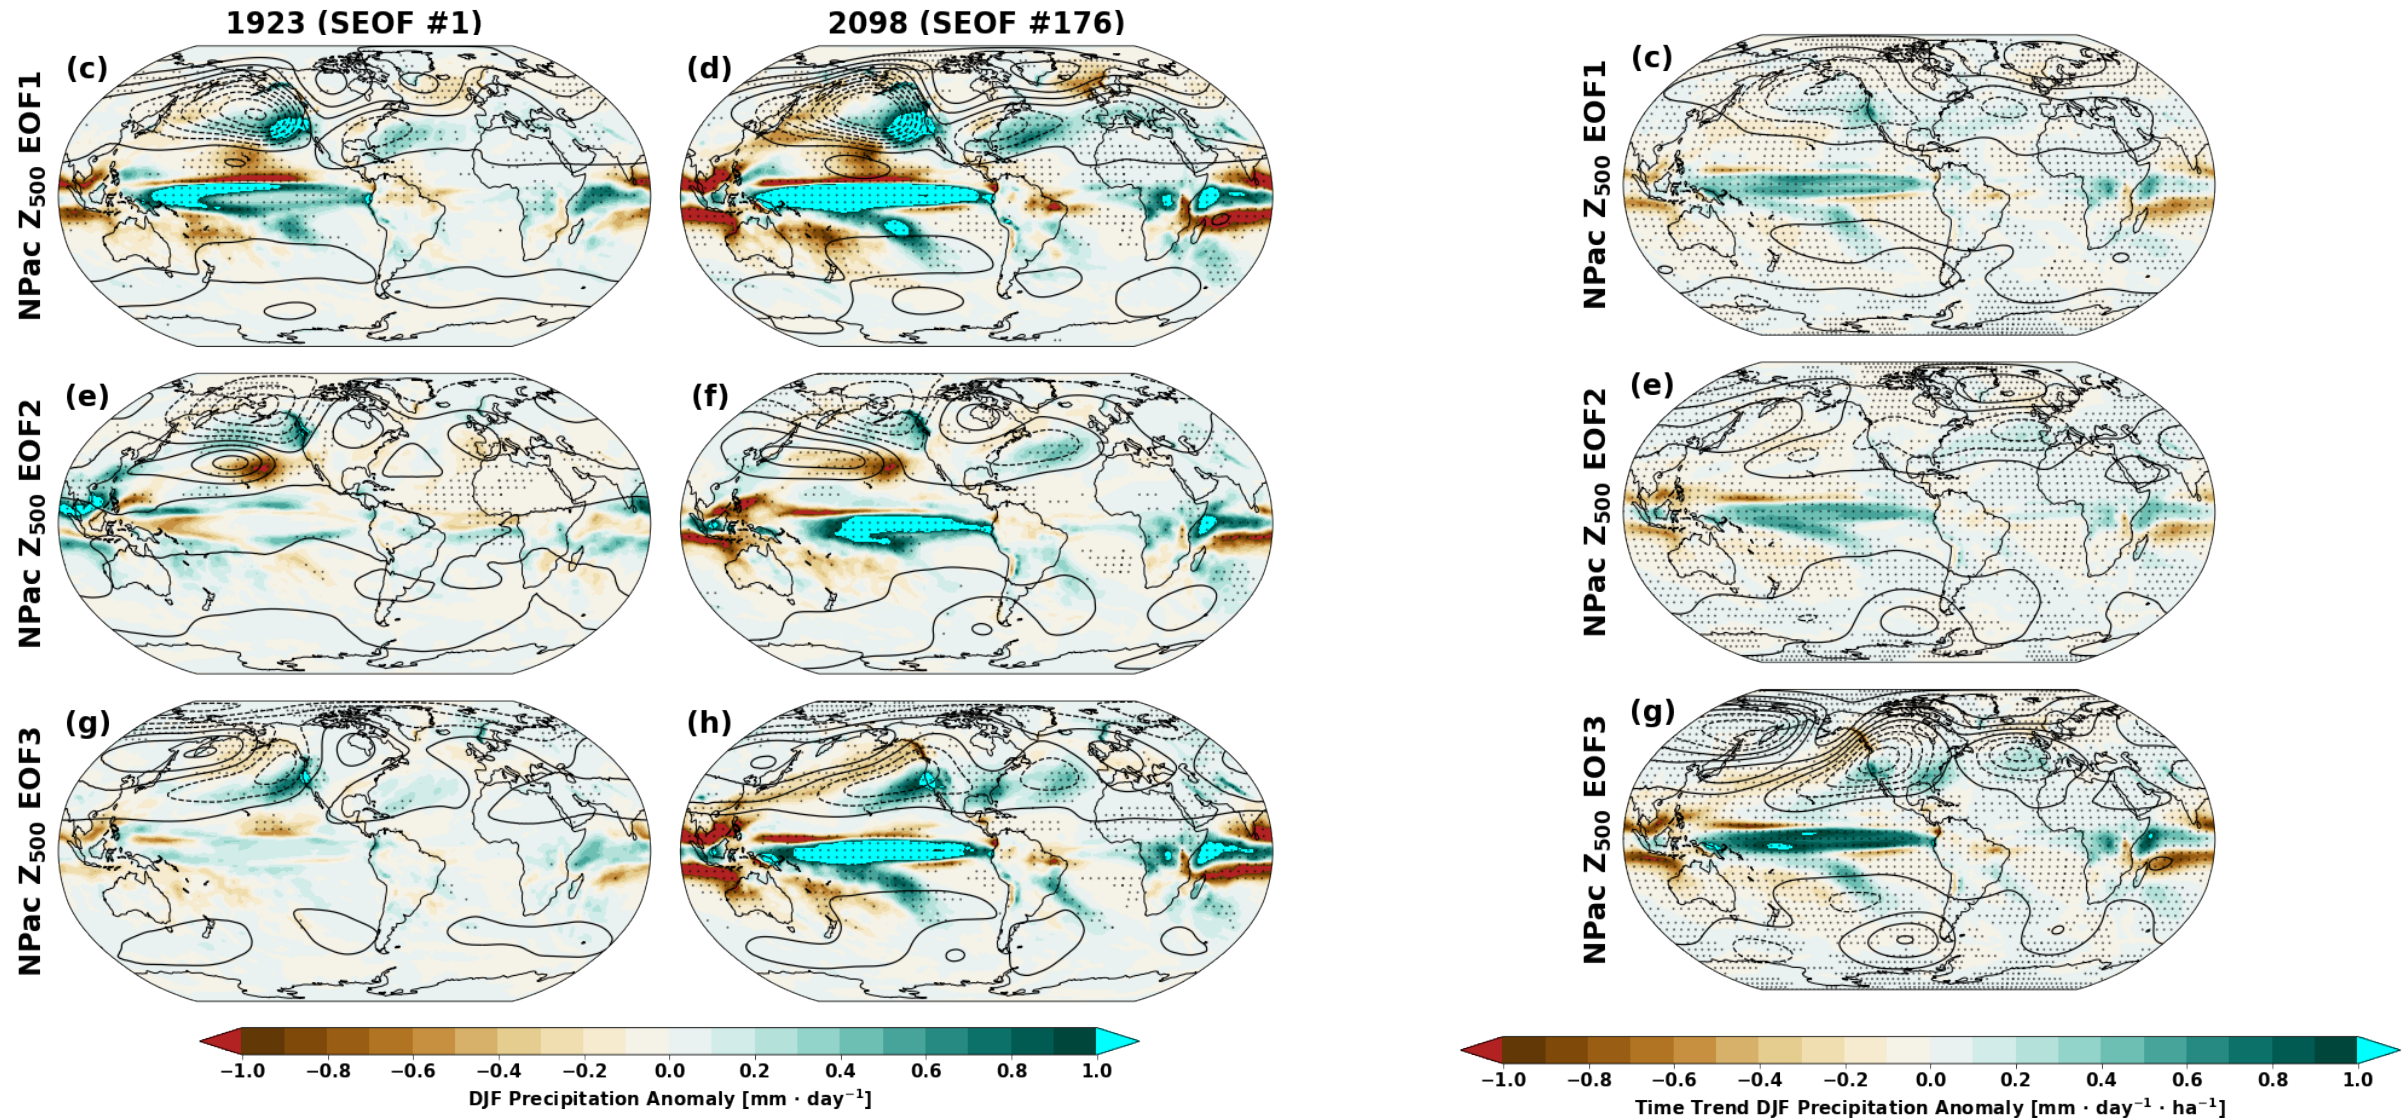 1923 (SEOF #1)
2098 (SEOF #176)
NPac Z500 EOF1
(c)
(d)
NPac Z500 EOF1
(c)
NPac Z500 EOF2
(e)
(f)
NPac Z500 EOF2
(e)
NPac Z500 EOF3
(g)
(h)
NPac Z500 EOF3
(g)
−1.0 −0.8 −0.6 −0.4 −0.2 0.0 0.2 0.4 0.6 0.8 1.0
DJF Precipitation Anomaly [mm · day⁻¹]
−1.0 −0.8 −0.6 −0.4 −0.2 0.0 0.2 0.4 0.6 0.8 1.0
Time Trend DJF Precipitation Anomaly [mm · day⁻¹ · ha⁻¹]